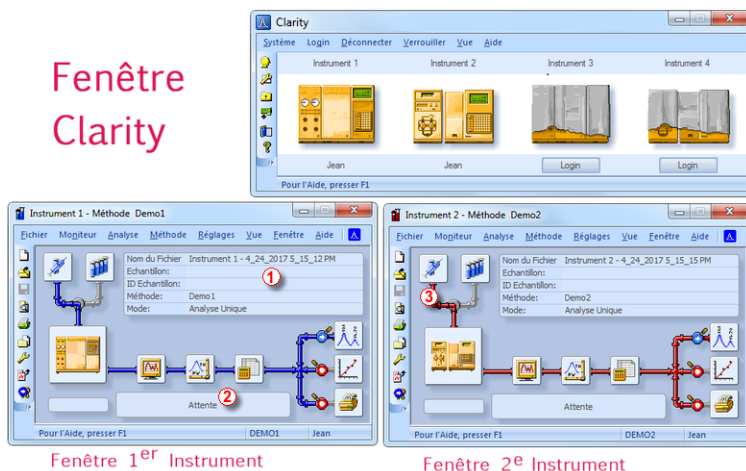 Fenêtre
Clarity
Clarity
Système Login Déconnecter Verrouiller Vue Aide
Instrument 1 Instrument 2 Instrument 3 Instrument 4
Jean Jean Login Login
Pour l'Aide, presser F1
Instrument 1 - Méthode Demo1
Fichier Moniteur Analyse Méthode Réglages Vue Fenêtre Aide
Nom du Fichier Instrument 1 - 4_24_2017 5_15_12 PM
Echantillon:
1
ID Echantillon:
Méthode: Demo1
Mode: Analyse Unique
2
Attente
Pour l'Aide, presser F1 DEMO1 Jean
Fenêtre 1er Instrument
Instrument 2 - Méthode Demo2
Fichier Moniteur Analyse Méthode Réglages Vue Fenêtre Aide
Nom du Fichier Instrument 2 - 4_24_2017 5_15_15 PM
Echantillon:
ID Echantillon:
3
Méthode: Demo2
Mode: Analyse Unique
Attente
Pour l'Aide, presser F1 DEMO2 Jean
Fenêtre 2e Instrument